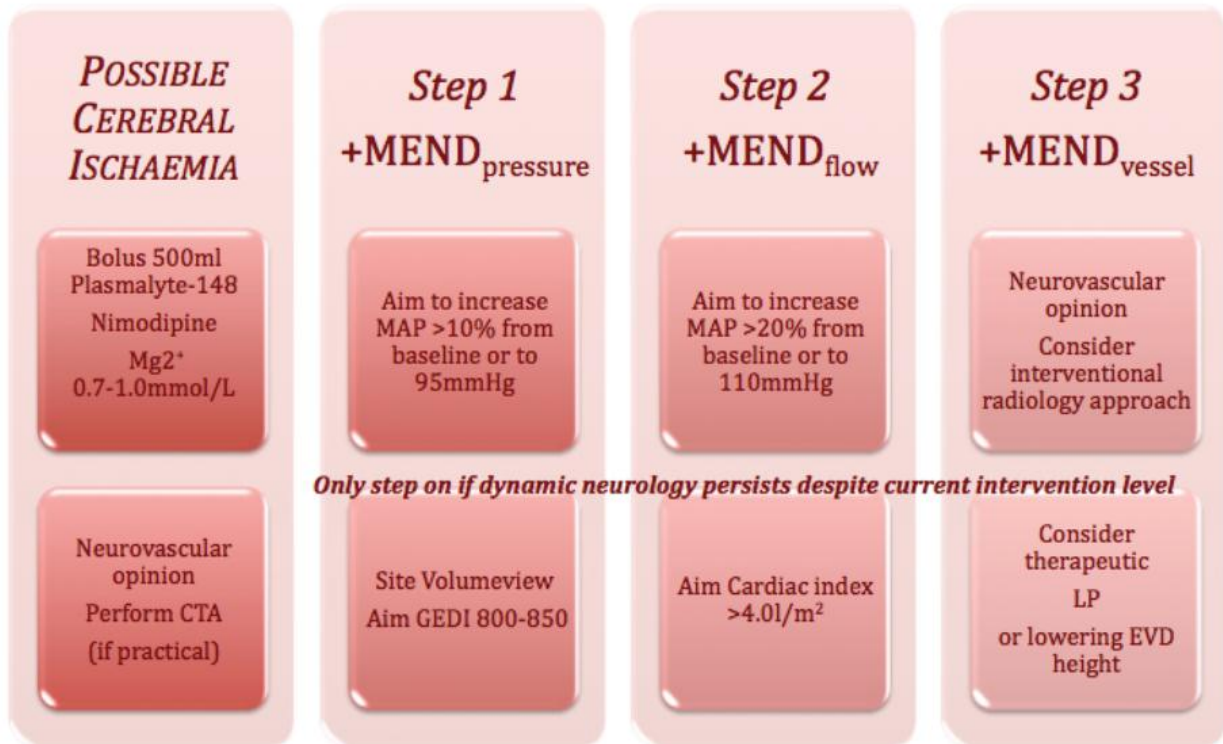 POSSIBLE
CEREBRAL
ISCHAEMIA
Bolus 500ml
Plasmalyte-148
Nimodipine
Mg2⁺
0.7-1.0mmol/L
Neurovascular
opinion
Perform CTA
(if practical)
Step 1
+MENDpressure
Aim to increase
MAP >10% from
baseline or to
95mmHg
Step 2
+MENDflow
Aim to increase
MAP >20% from
baseline or to
110mmHg
Step 3
+MENDvessel
Neurovascular
opinion
Consider
interventional
radiology approach
Only step on if dynamic neurology persists despite current intervention level
Site Volumeview
Aim GEDI 800-850
Aim Cardiac index
>4.0l/m²
Consider
therapeutic
LP
or lowering EVD
height